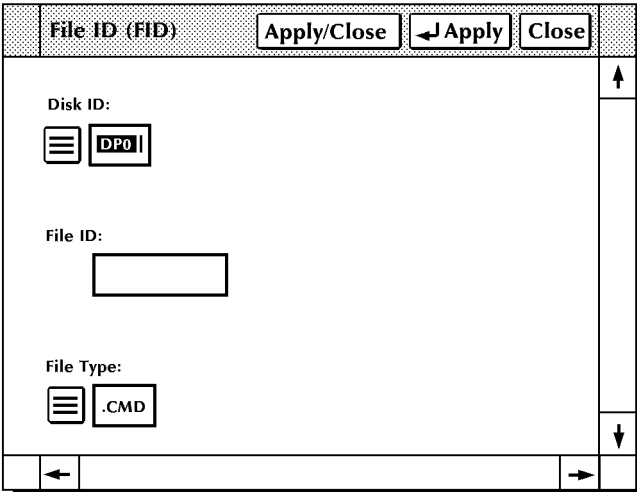 File ID (FID) Apply/Close Apply Close
Disk ID:
DP0
File ID:
File Type:
.CMD